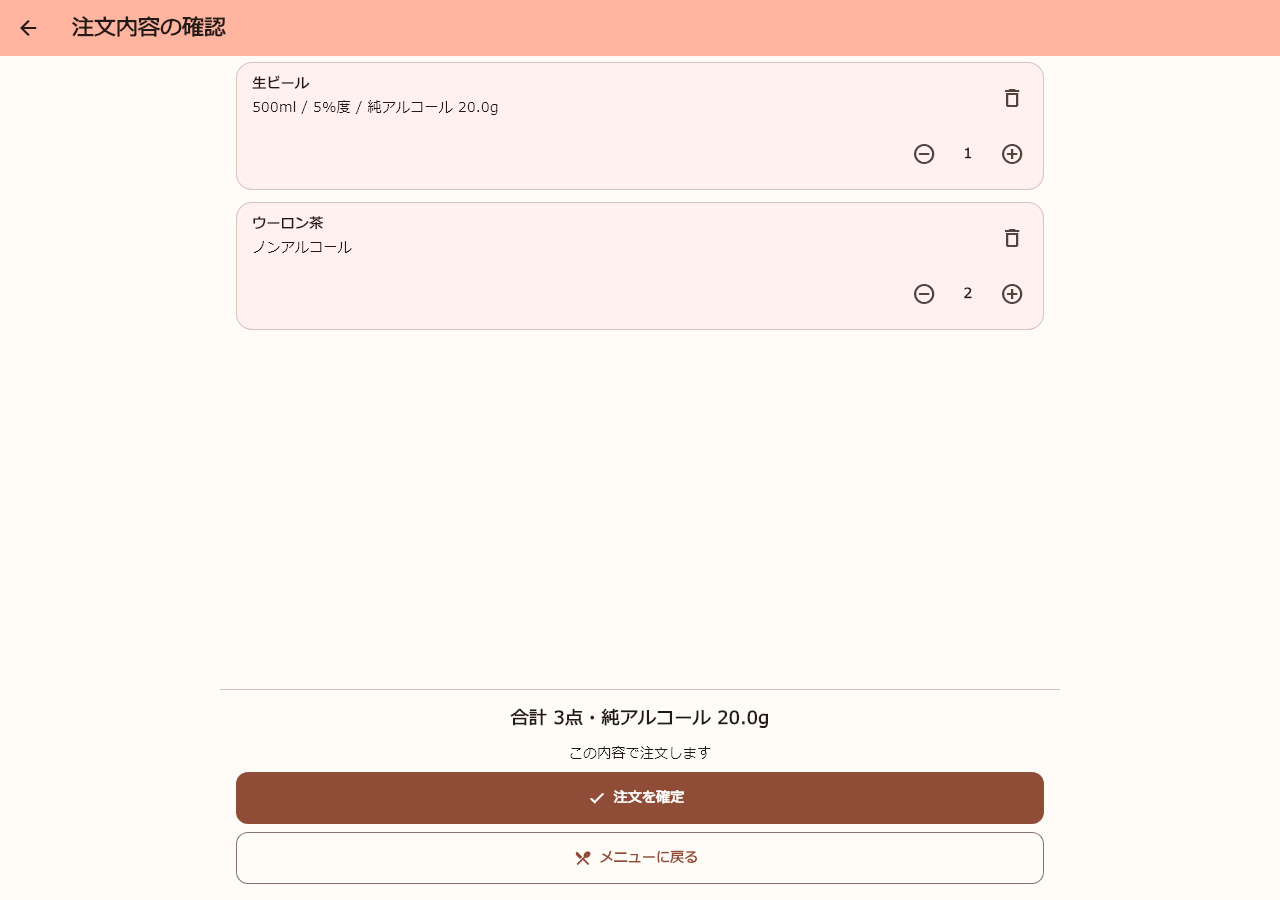 注文内容の確認
生ビール
500ml / 5%度 / 純アルコール 20.0g
1
ウーロン茶
ノンアルコール
2
合計 3点・純アルコール 20.0g
この内容で注文します
注文を確定
メニューに戻る